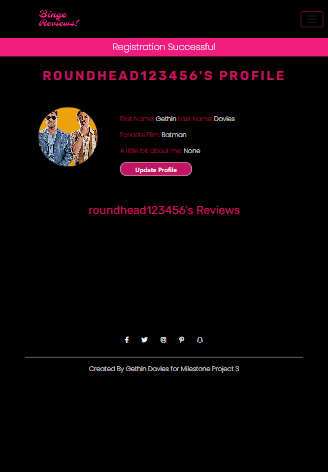 Binge
Reviews!
Registration Successful
ROUNDHEAD123456'S PROFILE
First Name: Gethin Last Name: Davies
Favorite Film: Batman
A little bit about me: None
Update Profile
roundhead123456's Reviews
Created By Gethin Davies for Milestone Project 3